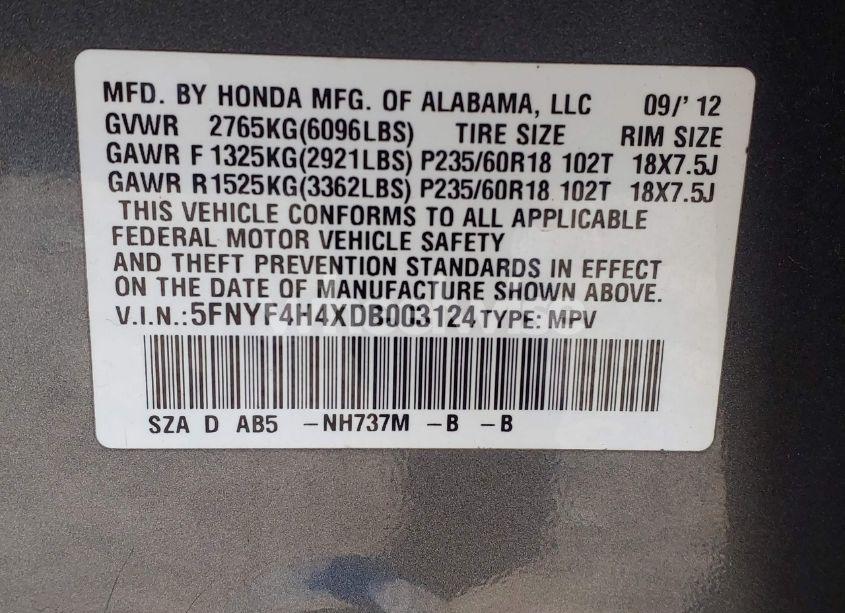 MFD. BY HONDA MFG. OF ALABAMA, LLC 09/'12
GVWR 2765KG(6096LBS) TIRE SIZE RIM SIZE
GAWR F 1325KG(2921LBS) P235/60R18 102T 18X7.5J
GAWR R 1525KG(3362LBS) P235/60R18 102T 18X7.5J
THIS VEHICLE CONFORMS TO ALL APPLICABLE
FEDERAL MOTOR VEHICLE SAFETY
AND THEFT PREVENTION STANDARDS IN EFFECT
ON THE DATE OF MANUFACTURE SHOWN ABOVE.
V.I.N.:5FNYF4H4XDB003124 TYPE: MPV
SZA D AB5 -NH737M -B -B